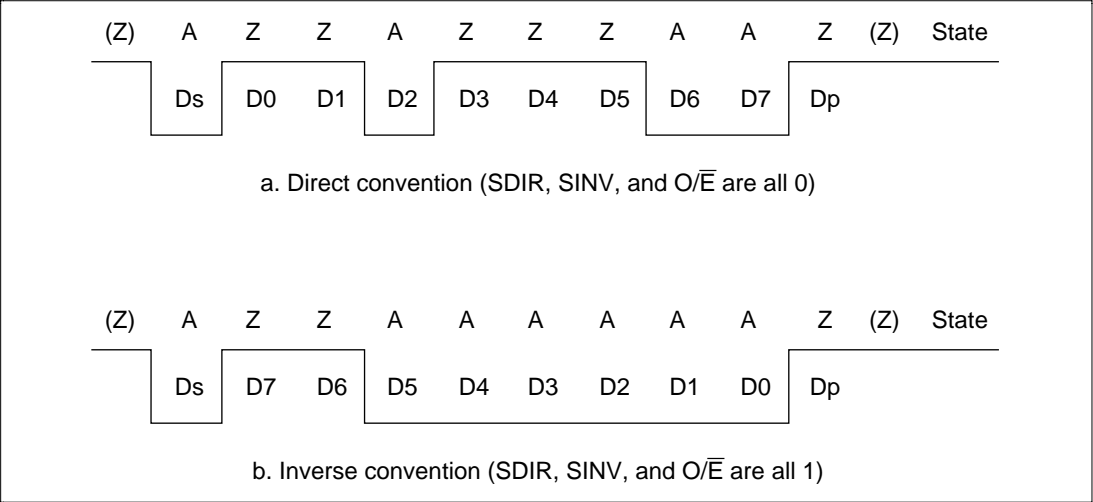 (Z) A Z Z A Z Z Z A A Z (Z) State
Ds D0 D1 D2 D3 D4 D5 D6 D7 Dp
a. Direct convention (SDIR, SINV, and O/E̅ are all 0)
(Z) A Z Z A A A A A A Z (Z) State
Ds D7 D6 D5 D4 D3 D2 D1 D0 Dp
b. Inverse convention (SDIR, SINV, and O/E̅ are all 1)